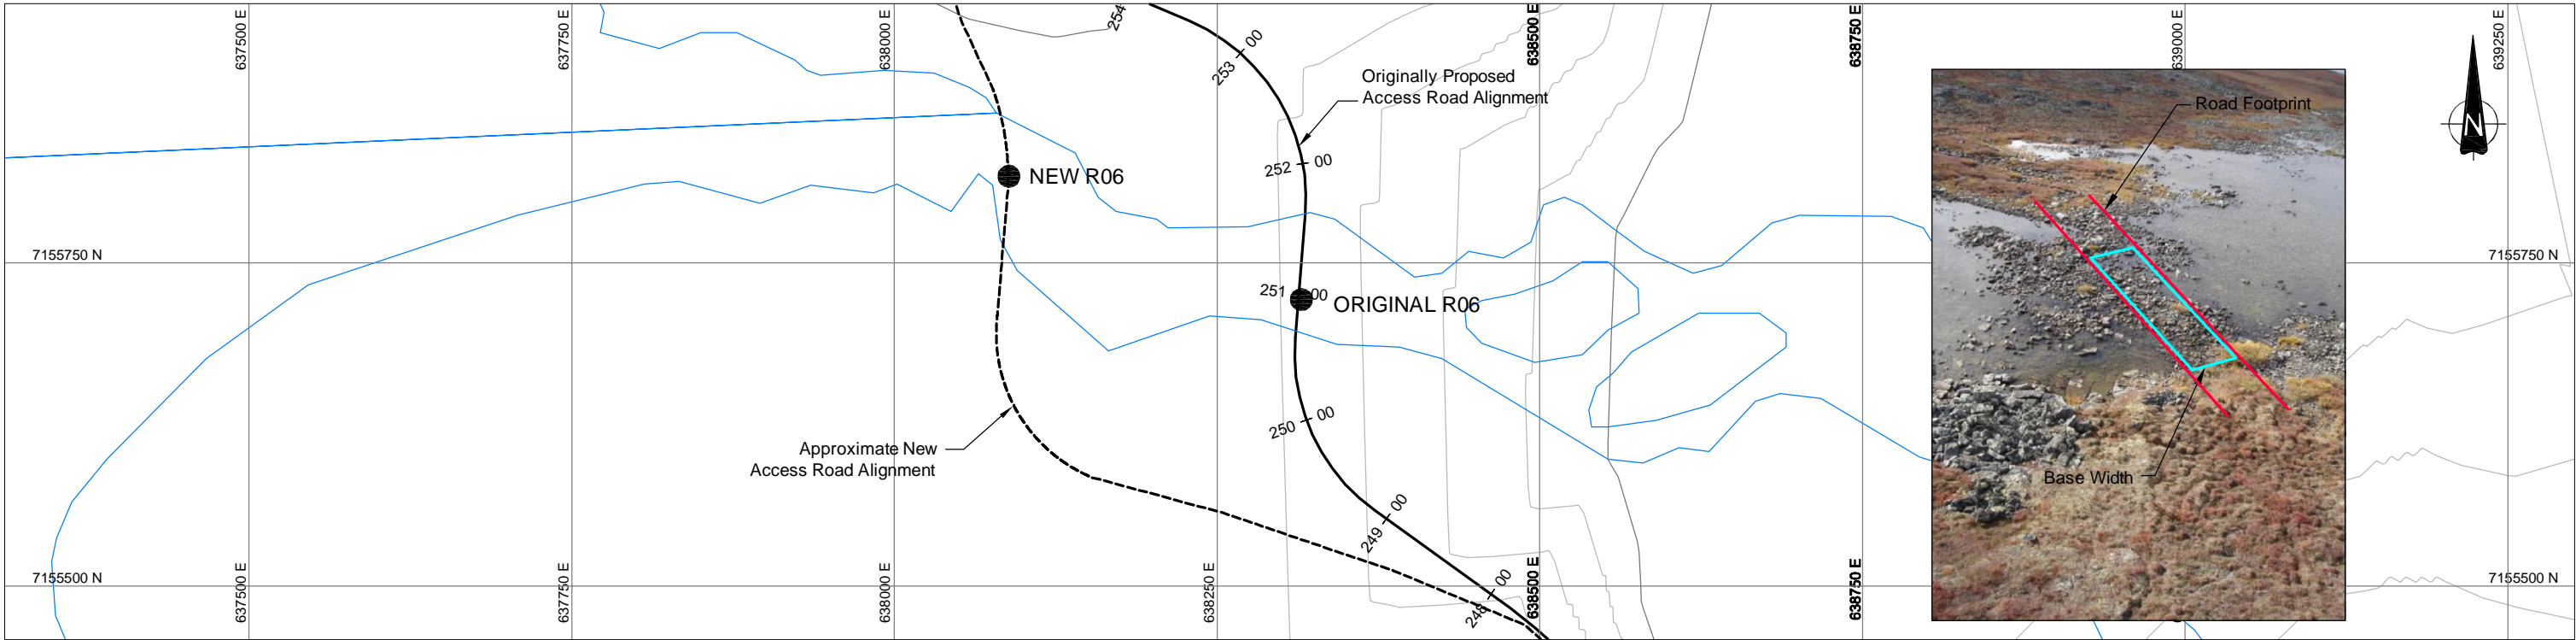 637500 E
637750 E
638000 E
254
638500 E
638750 E
639000 E
639250 E
253 00
Originally Proposed
Access Road Alignment
Road Footprint
N
252 00
NEW R06
7155750 N
7155750 N
251 00
ORIGINAL R06
250 00
Approximate New
Access Road Alignment
Base Width
249 00
7155500 N
637500 E
637750 E
638000 E
638250 E
248 00
638500 E
638750 E
7155500 N